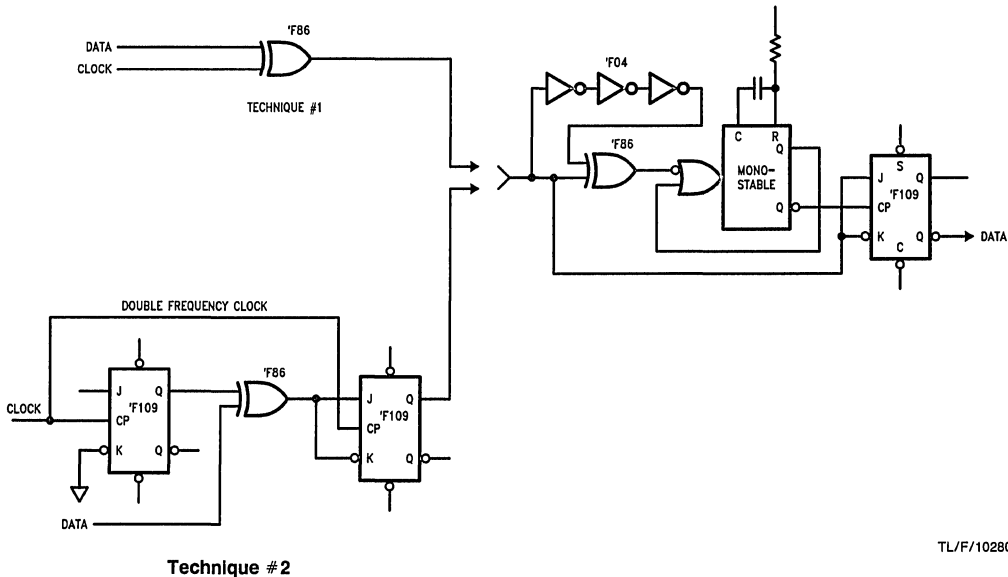 'F86
DATA
CLOCK
TECHNIQUE #1
'F04
'F86
C R
Q
MONO-
STABLE
Q
S
J Q
'F109
CP
K Q
C
DATA
DOUBLE FREQUENCY CLOCK
'F86
J Q
'F109
CLOCK
CP
K Q
J Q
'F109
CP
K Q
DATA
TL/F/10280
Technique #2